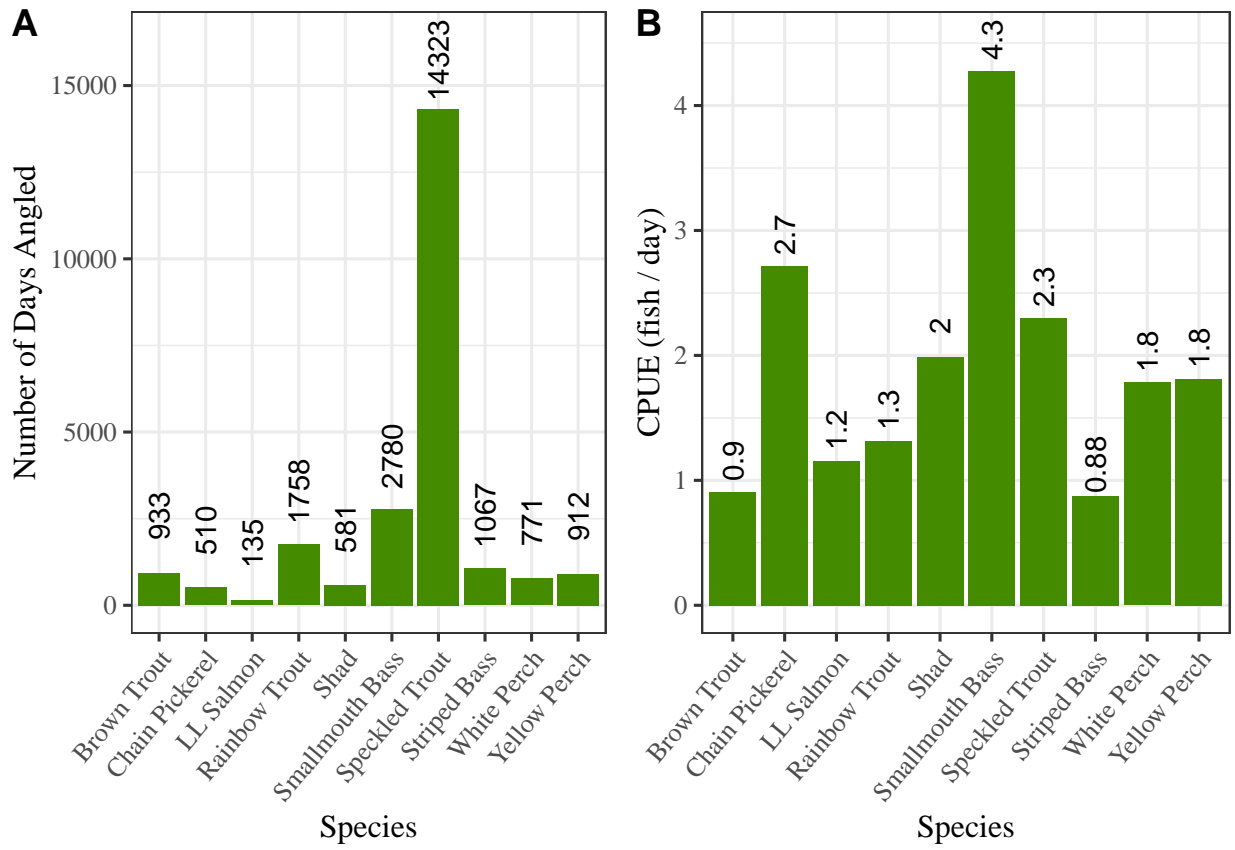 A
Number of Days Angled
15000
10000
5000
0
933
510
135
1758
581
2780
14323
1067
771
912
Brown Trout
Chain Pickerel
LL Salmon
Rainbow Trout
Shad
Smallmouth Bass
Speckled Trout
Striped Bass
White Perch
Yellow Perch
Species
B
CPUE (fish / day)
4
3
2
1
0
0.9
2.7
1.2
1.3
2
4.3
2.3
0.88
1.8
1.8
Brown Trout
Chain Pickerel
LL Salmon
Rainbow Trout
Shad
Smallmouth Bass
Speckled Trout
Striped Bass
White Perch
Yellow Perch
Species